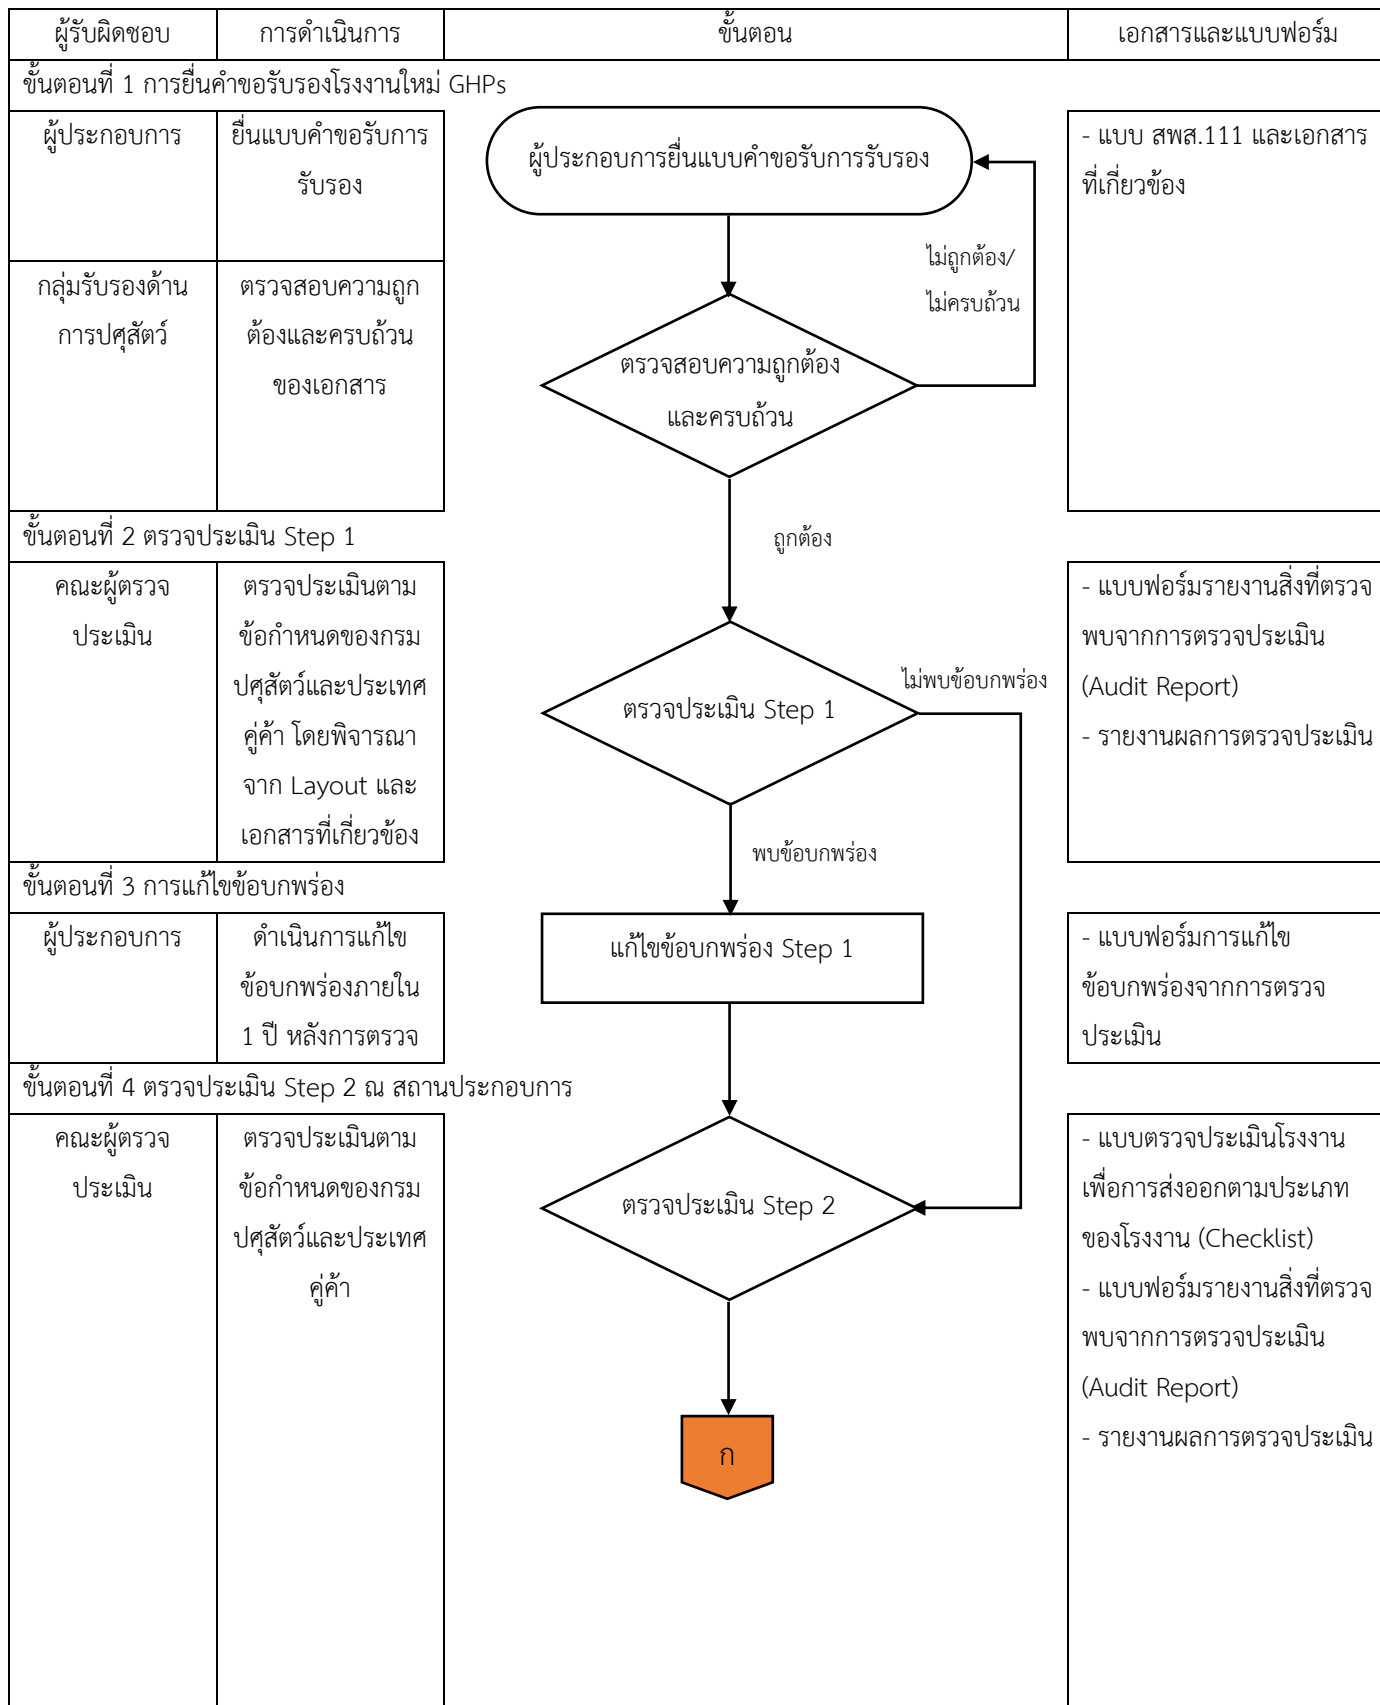 ผู้รับผิดชอบ
การดำเนินการ
ขั้นตอน
เอกสารและแบบฟอร์ม
ขั้นตอนที่ 1 การยื่นคำขอรับรองโรงงานใหม่ GHPs
ผู้ประกอบการ
ยื่นแบบคำขอรับการ
รับรอง
ผู้ประกอบการยื่นแบบคำขอรับการรับรอง
- แบบ สพส.111 และเอกสาร
ที่เกี่ยวข้อง
ไม่ถูกต้อง/
ไม่ครบถ้วน
กลุ่มรับรองด้าน
การปศุสัตว์
ตรวจสอบความถูก
ต้องและครบถ้วน
ของเอกสาร
ตรวจสอบความถูกต้อง
และครบถ้วน
ขั้นตอนที่ 2 ตรวจประเมิน Step 1
ถูกต้อง
คณะผู้ตรวจ
ประเมิน
ตรวจประเมินตาม
ข้อกำหนดของกรม
ปศุสัตว์และประเทศ
คู่ค้า โดยพิจารณา
จาก Layout และ
เอกสารที่เกี่ยวข้อง
ตรวจประเมิน Step 1
ไม่พบข้อบกพร่อง
พบข้อบกพร่อง
- แบบฟอร์มรายงานสิ่งที่ตรวจ
พบจากการตรวจประเมิน
(Audit Report)
- รายงานผลการตรวจประเมิน
ขั้นตอนที่ 3 การแก้ไขข้อบกพร่อง
ผู้ประกอบการ
ดำเนินการแก้ไข
ข้อบกพร่องภายใน
1 ปี หลังการตรวจ
แก้ไขข้อบกพร่อง Step 1
- แบบฟอร์มการแก้ไข
ข้อบกพร่องจากการตรวจ
ประเมิน
ขั้นตอนที่ 4 ตรวจประเมิน Step 2 ณ สถานประกอบการ
คณะผู้ตรวจ
ประเมิน
ตรวจประเมินตาม
ข้อกำหนดของกรม
ปศุสัตว์และประเทศ
คู่ค้า
ตรวจประเมิน Step 2
ก
- แบบตรวจประเมินโรงงาน
เพื่อการส่งออกตามประเภท
ของโรงงาน (Checklist)
- แบบฟอร์มรายงานสิ่งที่ตรวจ
พบจากการตรวจประเมิน
(Audit Report)
- รายงานผลการตรวจประเมิน